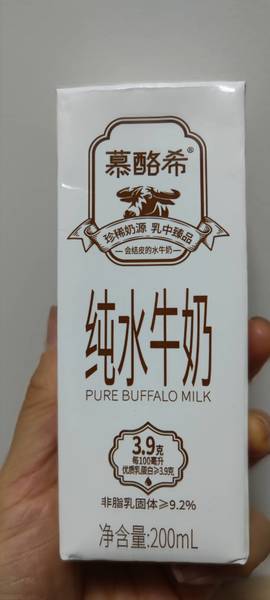 慕酪希®
珍稀奶源 乳中臻品
会结皮的水牛奶
纯水牛奶
PURE BUFFALO MILK
3.9克
每100毫升
优质乳蛋白≥3.9克
非脂乳固体≥9.2%
净含量:200mL